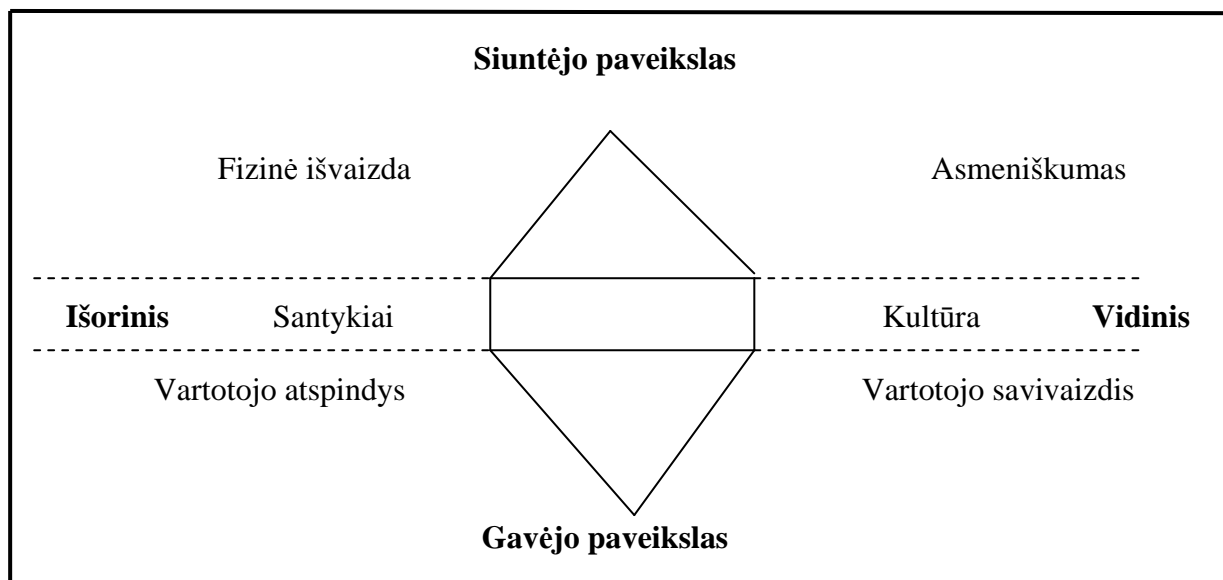 Siuntėjo paveikslas
Fizinė išvaizda Asmeniškumas
Išorinis Santykiai Kultūra Vidinis
Vartotojo atspindys Vartotojo savivaizdis
Gavėjo paveikslas